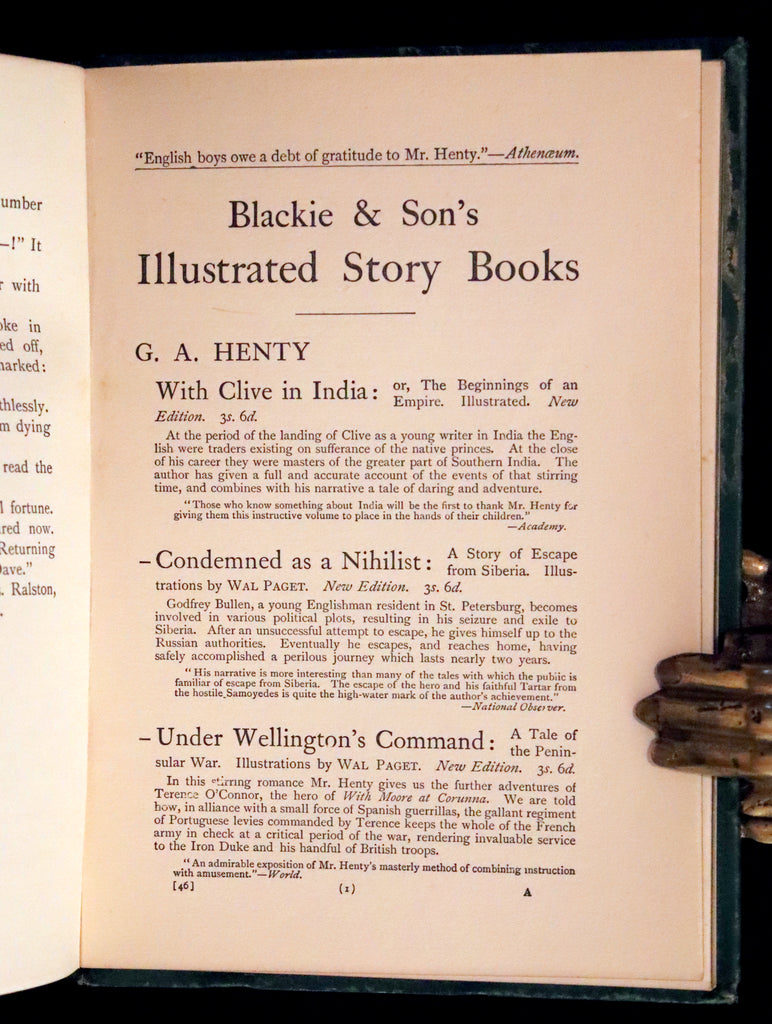 umber
—!” It
r with
oke in
ed off,
narked:
thlessly.
m dying
read the
l fortune.
red now.
Returning
Dave.”
. Ralston,
“English boys owe a debt of gratitude to Mr. Henty.”—Athenæum.
Blackie & Son’s
Illustrated Story Books
G. A. HENTY
With Clive in India: or, The Beginnings of an
Empire. Illustrated. New
Edition. 3s. 6d.
At the period of the landing of Clive as a young writer in India the Eng-
lish were traders existing on sufferance of the native princes. At the close
of his career they were masters of the greater part of Southern India. The
author has given a full and accurate account of the events of that stirring
time, and combines with his narrative a tale of daring and adventure.
“Those who know something about India will be the first to thank Mr. Henty for
giving them this instructive volume to place in the hands of their children.”
—Academy.
—Condemned as a Nihilist: A Story of Escape
from Siberia. Illus-
trations by WAL PAGET. New Edition. 3s. 6d.
Godfrey Bullen, a young Englishman resident in St. Petersburg, becomes
involved in various political plots, resulting in his seizure and exile to
Siberia. After an unsuccessful attempt to escape, he gives himself up to the
Russian authorities. Eventually he escapes, and reaches home, having
safely accomplished a perilous journey which lasts nearly two years.
“His narrative is more interesting than many of the tales with which the public is
familiar of escape from Siberia. The escape of the hero and his faithful Tartar from
the hostile Samoyedes is quite the high-water mark of the author’s achievement.”
—National Observer.
—Under Wellington’s Command: A Tale of
the Penin-
sular War. Illustrations by WAL PAGET. New Edition. 3s. 6d.
In this stirring romance Mr. Henty gives us the further adventures of
Terence O’Connor, the hero of With Moore at Corunna. We are told
how, in alliance with a small force of Spanish guerrillas, the gallant regiment
of Portuguese levies commanded by Terence keeps the whole of the French
army in check at a critical period of the war, rendering invaluable service
to the Iron Duke and his handful of British troops.
“An admirable exposition of Mr. Henty’s masterly method of combining instruction
with amusement.”—World.
[46] (1) A